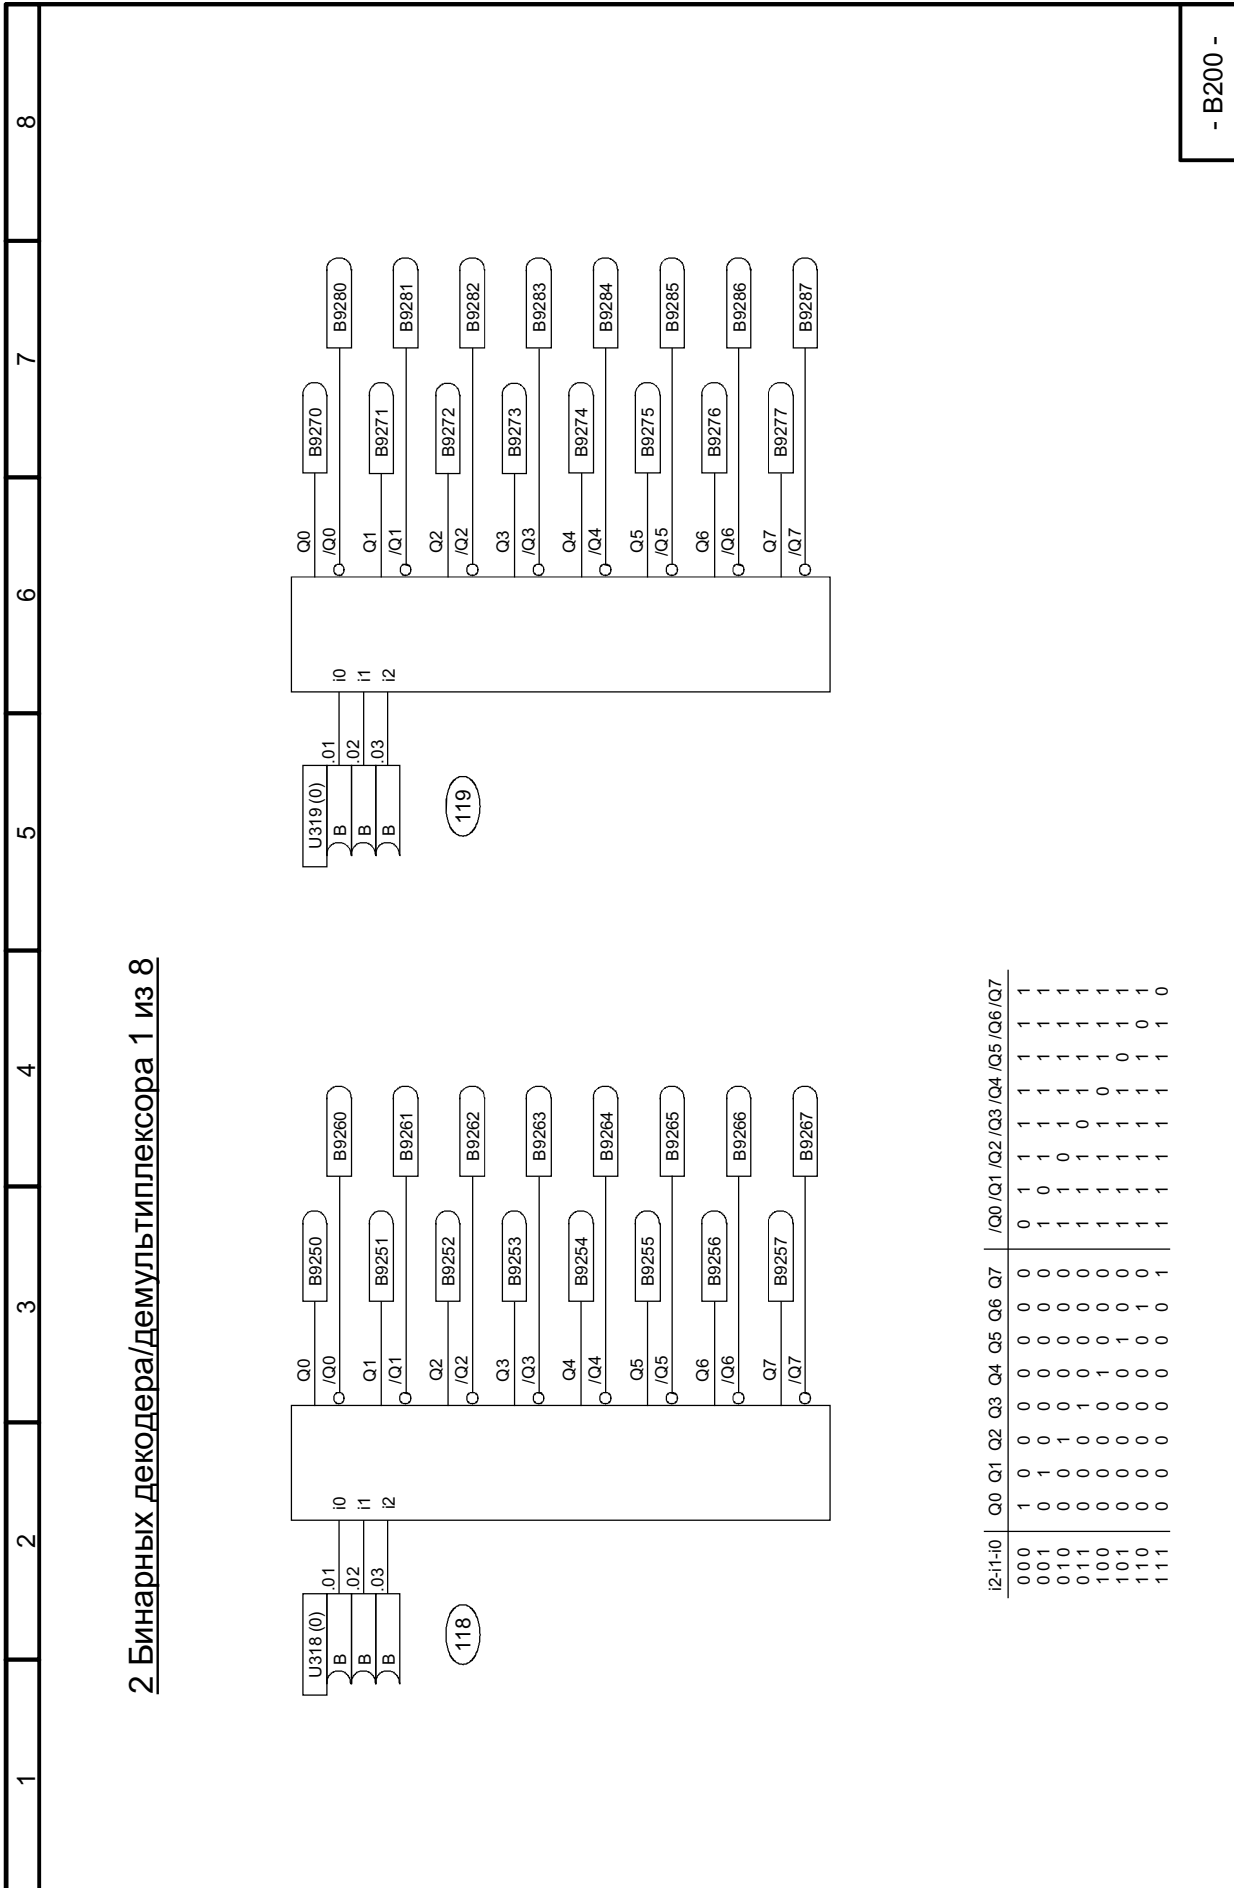 1 2 3 4 5 6 7 8
2 Бинарных декодера/демультиплексора 1 из 8
U318 (0)
B .01 i0
B .02 i1
B .03 i2
118
Q0 B9250
/Q0 B9260
Q1 B9251
/Q1 B9261
Q2 B9252
/Q2 B9262
Q3 B9253
/Q3 B9263
Q4 B9254
/Q4 B9264
Q5 B9255
/Q5 B9265
Q6 B9256
/Q6 B9266
Q7 B9257
/Q7 B9267
U319 (0)
B .01 i0
B .02 i1
B .03 i2
119
Q0 B9270
/Q0 B9280
Q1 B9271
/Q1 B9281
Q2 B9272
/Q2 B9282
Q3 B9273
/Q3 B9283
Q4 B9274
/Q4 B9284
Q5 B9275
/Q5 B9285
Q6 B9276
/Q6 B9286
Q7 B9277
/Q7 B9287
i2-i1-i0 Q0 Q1 Q2 Q3 Q4 Q5 Q6 Q7 /Q0 /Q1 /Q2 /Q3 /Q4 /Q5 /Q6 /Q7
0 0 0 1 0 0 0 0 0 0 0 0 1 1 1 1 1 1 1
0 0 1 0 1 0 0 0 0 0 0 1 0 1 1 1 1 1 1
0 1 0 0 0 1 0 0 0 0 0 1 1 0 1 1 1 1 1
0 1 1 0 0 0 1 0 0 0 0 1 1 1 0 1 1 1 1
1 0 0 0 0 0 0 1 0 0 0 1 1 1 1 0 1 1 1
1 0 1 0 0 0 0 0 1 0 0 1 1 1 1 1 0 1 1
1 1 0 0 0 0 0 0 0 1 0 1 1 1 1 1 1 0 1
1 1 1 0 0 0 0 0 0 0 1 1 1 1 1 1 1 1 0
- B200 -